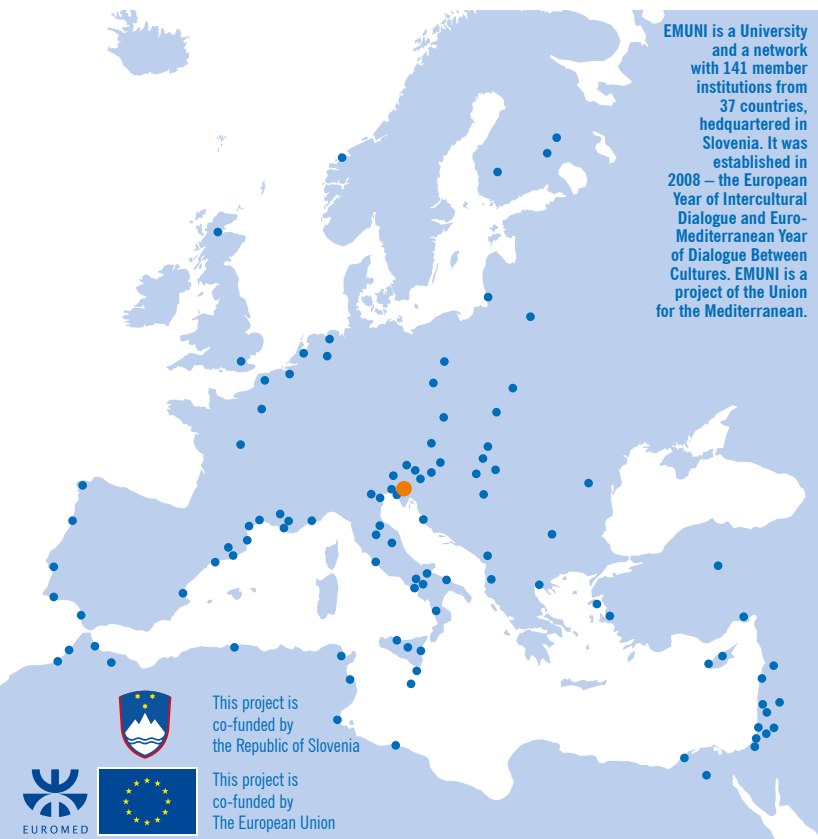 EMUNI is a University
and a network
with 141 member
institutions from
37 countries,
hedquartered in
Slovenia. It was
established in
2008 – the European
Year of Intercultural
Dialogue and Euro-
Mediterranean Year
of Dialogue Between
Cultures. EMUNI is a
project of the Union
for the Mediterranean.
This project is
co-funded by
the Republic of Slovenia
This project is
co-funded by
The European Union
EUROMED